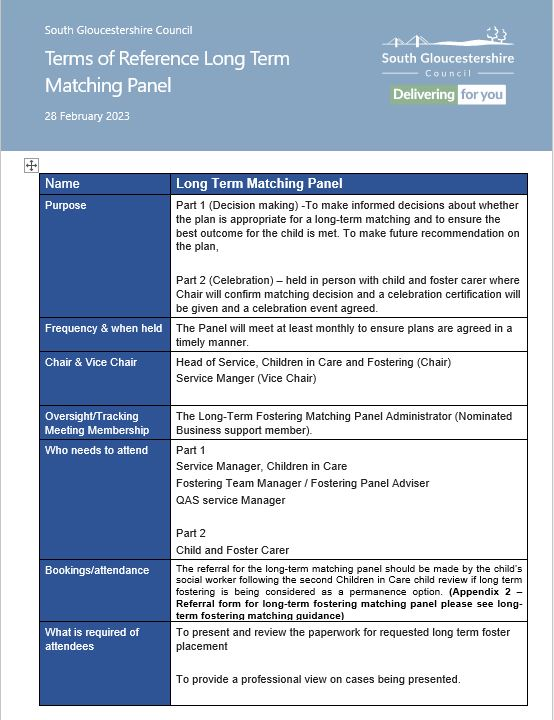 South Gloucestershire Council
Terms of Reference Long Term
Matching Panel
28 February 2023
South Gloucestershire
Council
Delivering for you
Name
Long Term Matching Panel
Purpose
Part 1 (Decision making) -To make informed decisions about whether
the plan is appropriate for a long-term matching and to ensure the
best outcome for the child is met. To make future recommendation on
the plan,
Part 2 (Celebration) – held in person with child and foster carer where
Chair will confirm matching decision and a celebration certification will
be given and a celebration event agreed.
Frequency & when held
The Panel will meet at least monthly to ensure plans are agreed in a
timely manner.
Chair & Vice Chair
Head of Service, Children in Care and Fostering (Chair)
Service Manger (Vice Chair)
Oversight/Tracking
Meeting Membership
The Long-Term Fostering Matching Panel Administrator (Nominated
Business support member).
Who needs to attend
Part 1
Service Manager, Children in Care
Fostering Team Manager / Fostering Panel Adviser
QAS service Manager
Part 2
Child and Foster Carer
Bookings/attendance
The referral for the long-term matching panel should be made by the child's
social worker following the second Children in Care child review if long term
fostering is being considered as a permanence option. (Appendix 2 –
Referral form for long-term fostering matching panel please see long-
term fostering matching guidance)
What is required of
attendees
To present and review the paperwork for requested long term foster
placement
To provide a professional view on cases being presented.